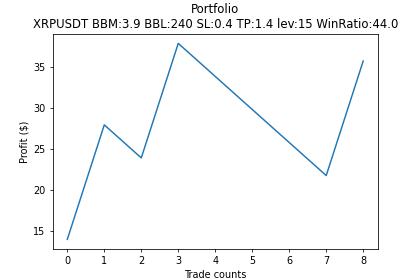 Portfolio
XRPUSDT BBM:3.9 BBL:240 SL:0.4 TP:1.4 lev:15 WinRatio:44.0
35
30
25
20
15
Profit ($)
0 1 2 3 4 5 6 7 8
Trade counts